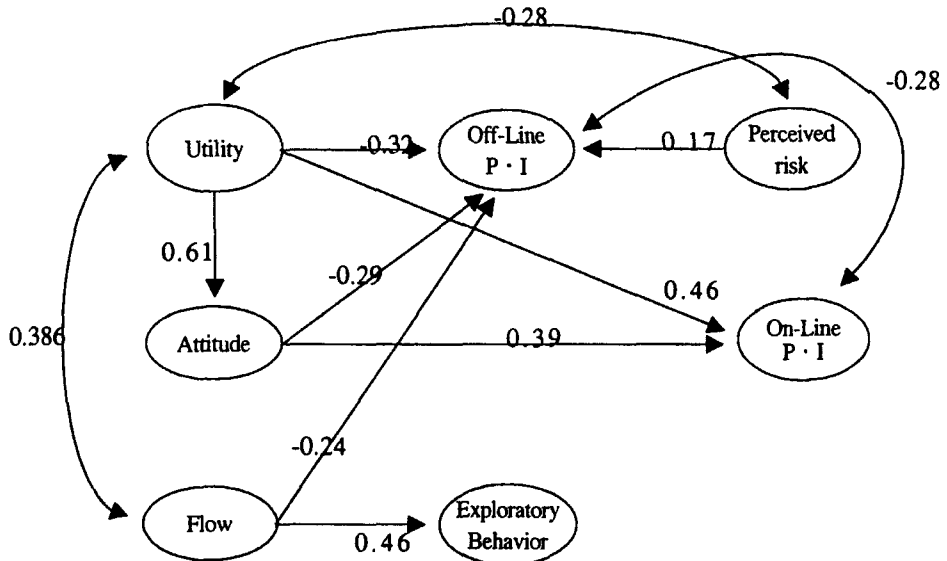 -0.28
-0.28
Utility
-0.32
Off-Line
P · I
0.17
Perceived
risk
0.61
-0.29
0.46
0.386
Attitude
0.39
On-Line
P · I
-0.24
Flow
0.46
Exploratory
Behavior